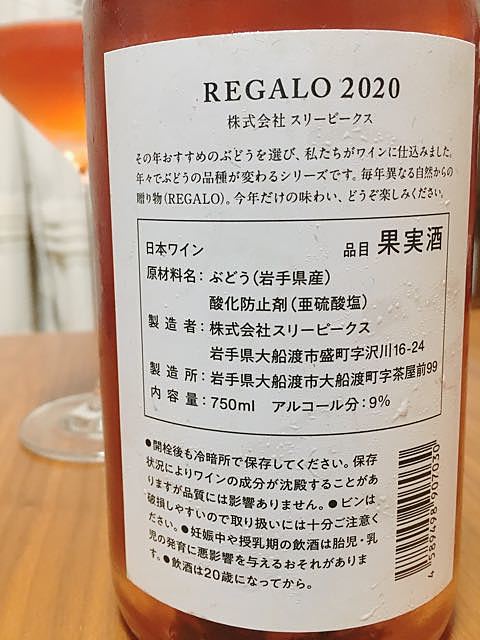 REGALO 2020
株式会社 スリーピークス
その年おすすめのぶどうを選び、私たちがワインに仕込みました。
年々でぶどうの品種が変わるシリーズです。毎年異なる自然からの
贈り物(REGALO)。今年だけの味わい、どうぞ楽しみください。
日本ワイン 品目 果実酒
原材料名：ぶどう（岩手県産）
酸化防止剤（亜硫酸塩）
製造者：株式会社スリーピークス
岩手県大船渡市盛町字沢川16-24
製造所：岩手県大船渡市大船渡町字茶屋前99
内容量：750ml アルコール分：9%
●開栓後も冷暗所で保存してください。保存
状況によりワインの成分が沈殿することがあ
りますが品質には影響ありません。●ビンは
破損しやすいので取り扱いには十分ご注意く
ださい。●妊娠中や授乳期の飲酒は胎児・乳
児の発育に悪影響を与えるおそれがありま
す。●飲酒は20歳になってから。
4589498907030